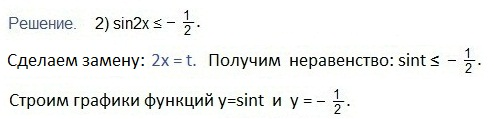 Решение. 2) sin2x ≤ – 1/2.
Сделаем замену: 2x = t. Получим неравенство: sint ≤ – 1/2.
Строим графики функций y=sint и y = – 1/2.